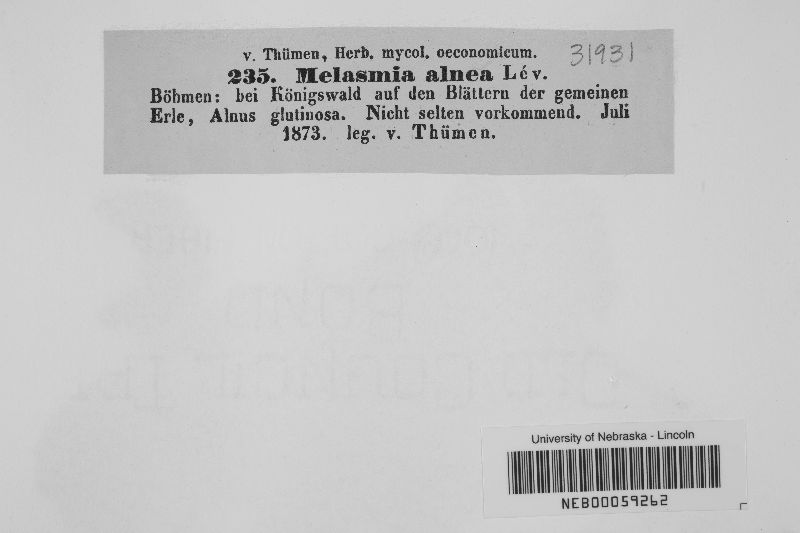 v. Thümen, Herb. mycol. oeconomicum. 31931
235. Melasmia alnea Lév.
Böhmen: bei Königswald auf den Blättern der gemeinen
Erle, Alnus glutinosa. Nicht selten vorkommend. Juli
1873. leg. v. Thümen.
BOND
University of Nebraska - Lincoln
NEB00059262